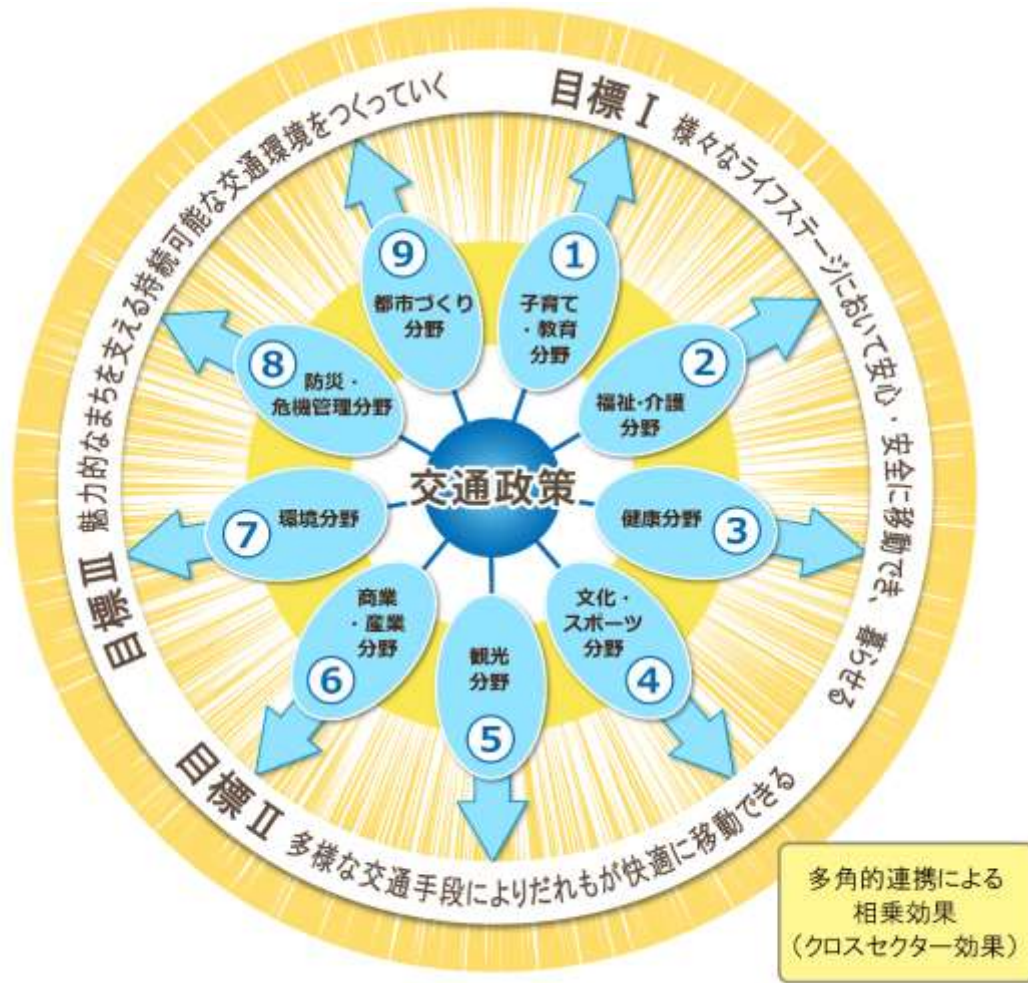 目標Ⅰ 様々なライフステージにおいて安心・安全に移動でき、暮らせる
目標Ⅱ 多様な交通手段によりだれもが快適に移動できる
目標Ⅲ 魅力的なまちを支える持続可能な交通環境をつくっていく
交通政策
①
子育て
・教育
分野
②
福祉・介護
分野
③
健康分野
④
文化・
スポーツ
分野
⑤
観光
分野
⑥
商業
・産業
分野
⑦
環境分野
⑧
防災・
危機管理分野
⑨
都市づくり
分野
多角的連携による
相乗効果
（クロスセクター効果）